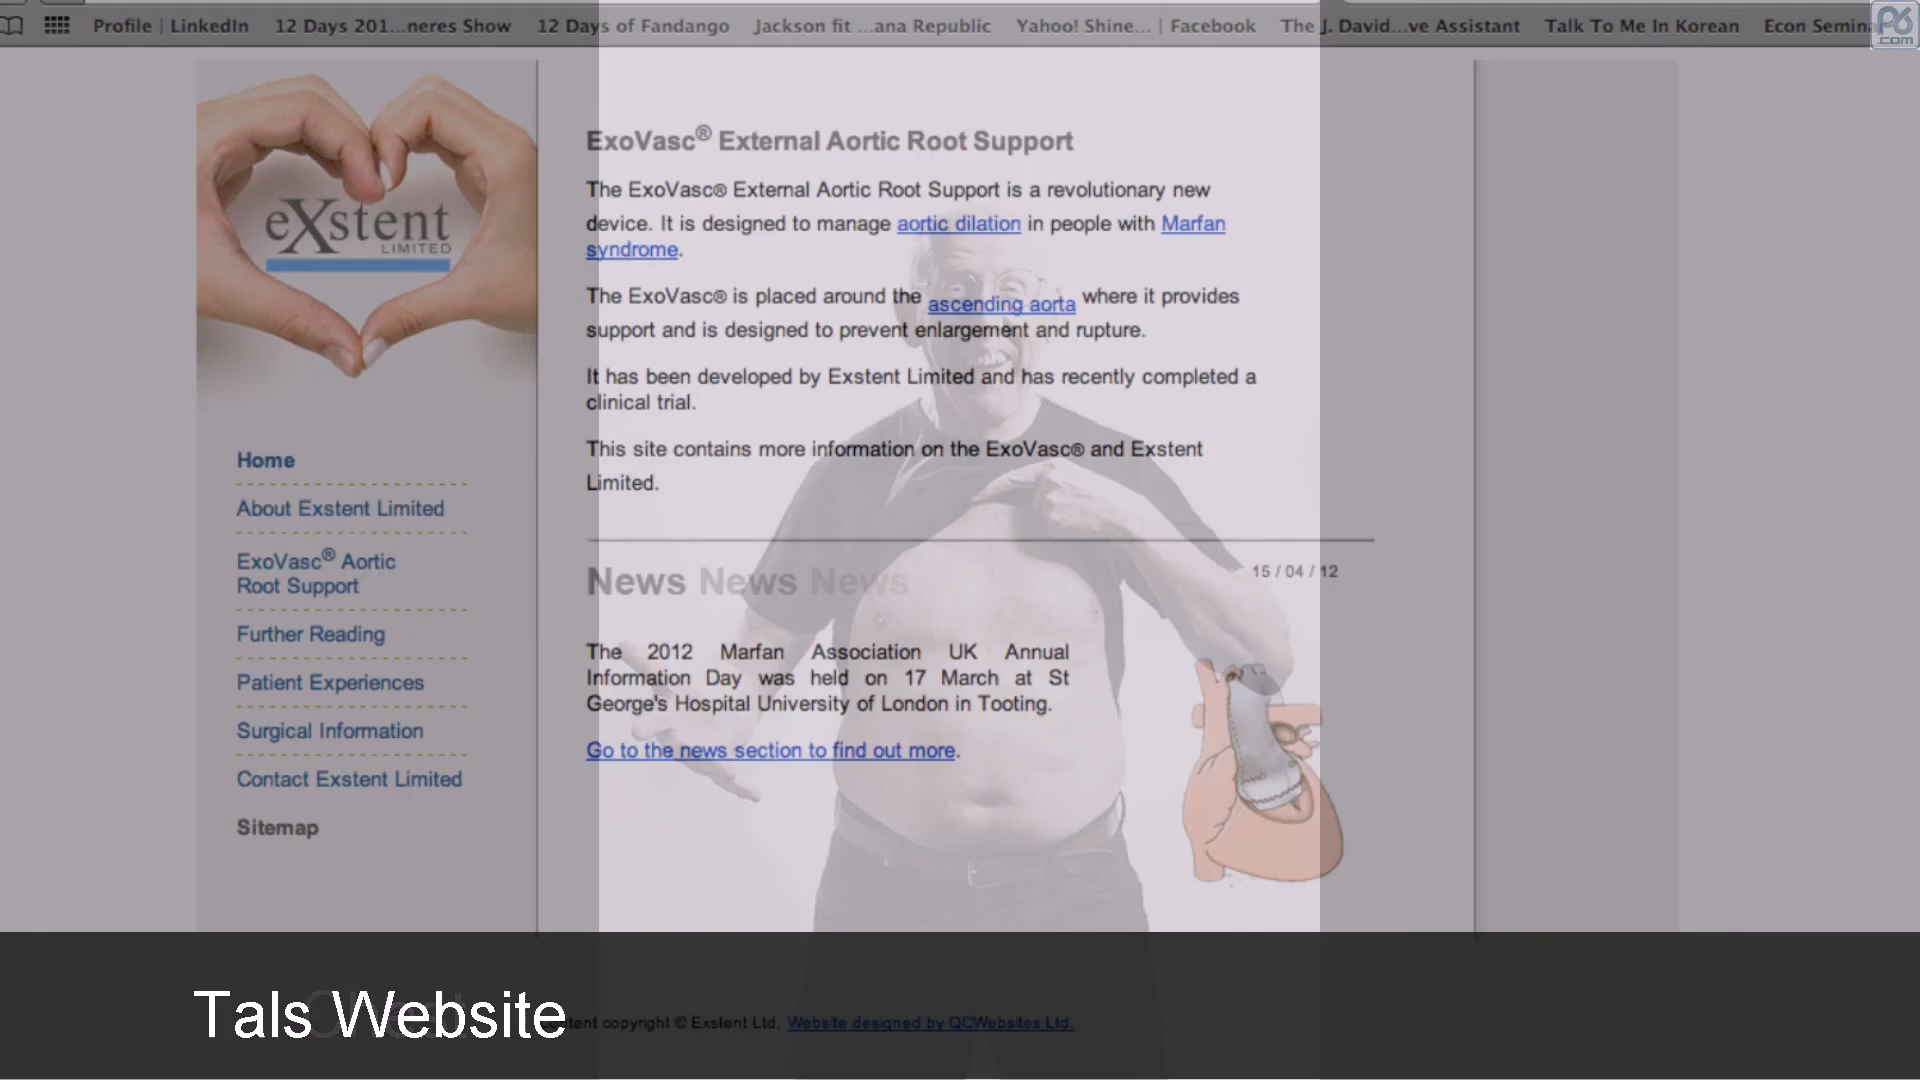 Profile | LinkedIn 12 Days 201...neres Show 12 Days of Fandango Jackson fit ...ana Republic Yahoo! Shine... | Facebook The J. David...ve Assistant Talk To Me In Korean Econ Semina
P6
.com
eXstent
LIMITED
Home
About Exstent Limited
ExoVasc® Aortic
Root Support
Further Reading
Patient Experiences
Surgical Information
Contact Exstent Limited
Sitemap
ExoVasc® External Aortic Root Support
The ExoVasc® External Aortic Root Support is a revolutionary new
device. It is designed to manage aortic dilation in people with Marfan
syndrome.
The ExoVasc® is placed around the ascending aorta where it provides
support and is designed to prevent enlargement and rupture.
It has been developed by Exstent Limited and has recently completed a
clinical trial.
This site contains more information on the ExoVasc® and Exstent
Limited.
News News News
15 / 04 / 12
The 2012 Marfan Association UK Annual
Information Day was held on 17 March at St
George's Hospital University of London in Tooting.
Go to the news section to find out more.
Tals Website
copyright © Exstent Ltd. Website designed by QCWebsites Ltd.